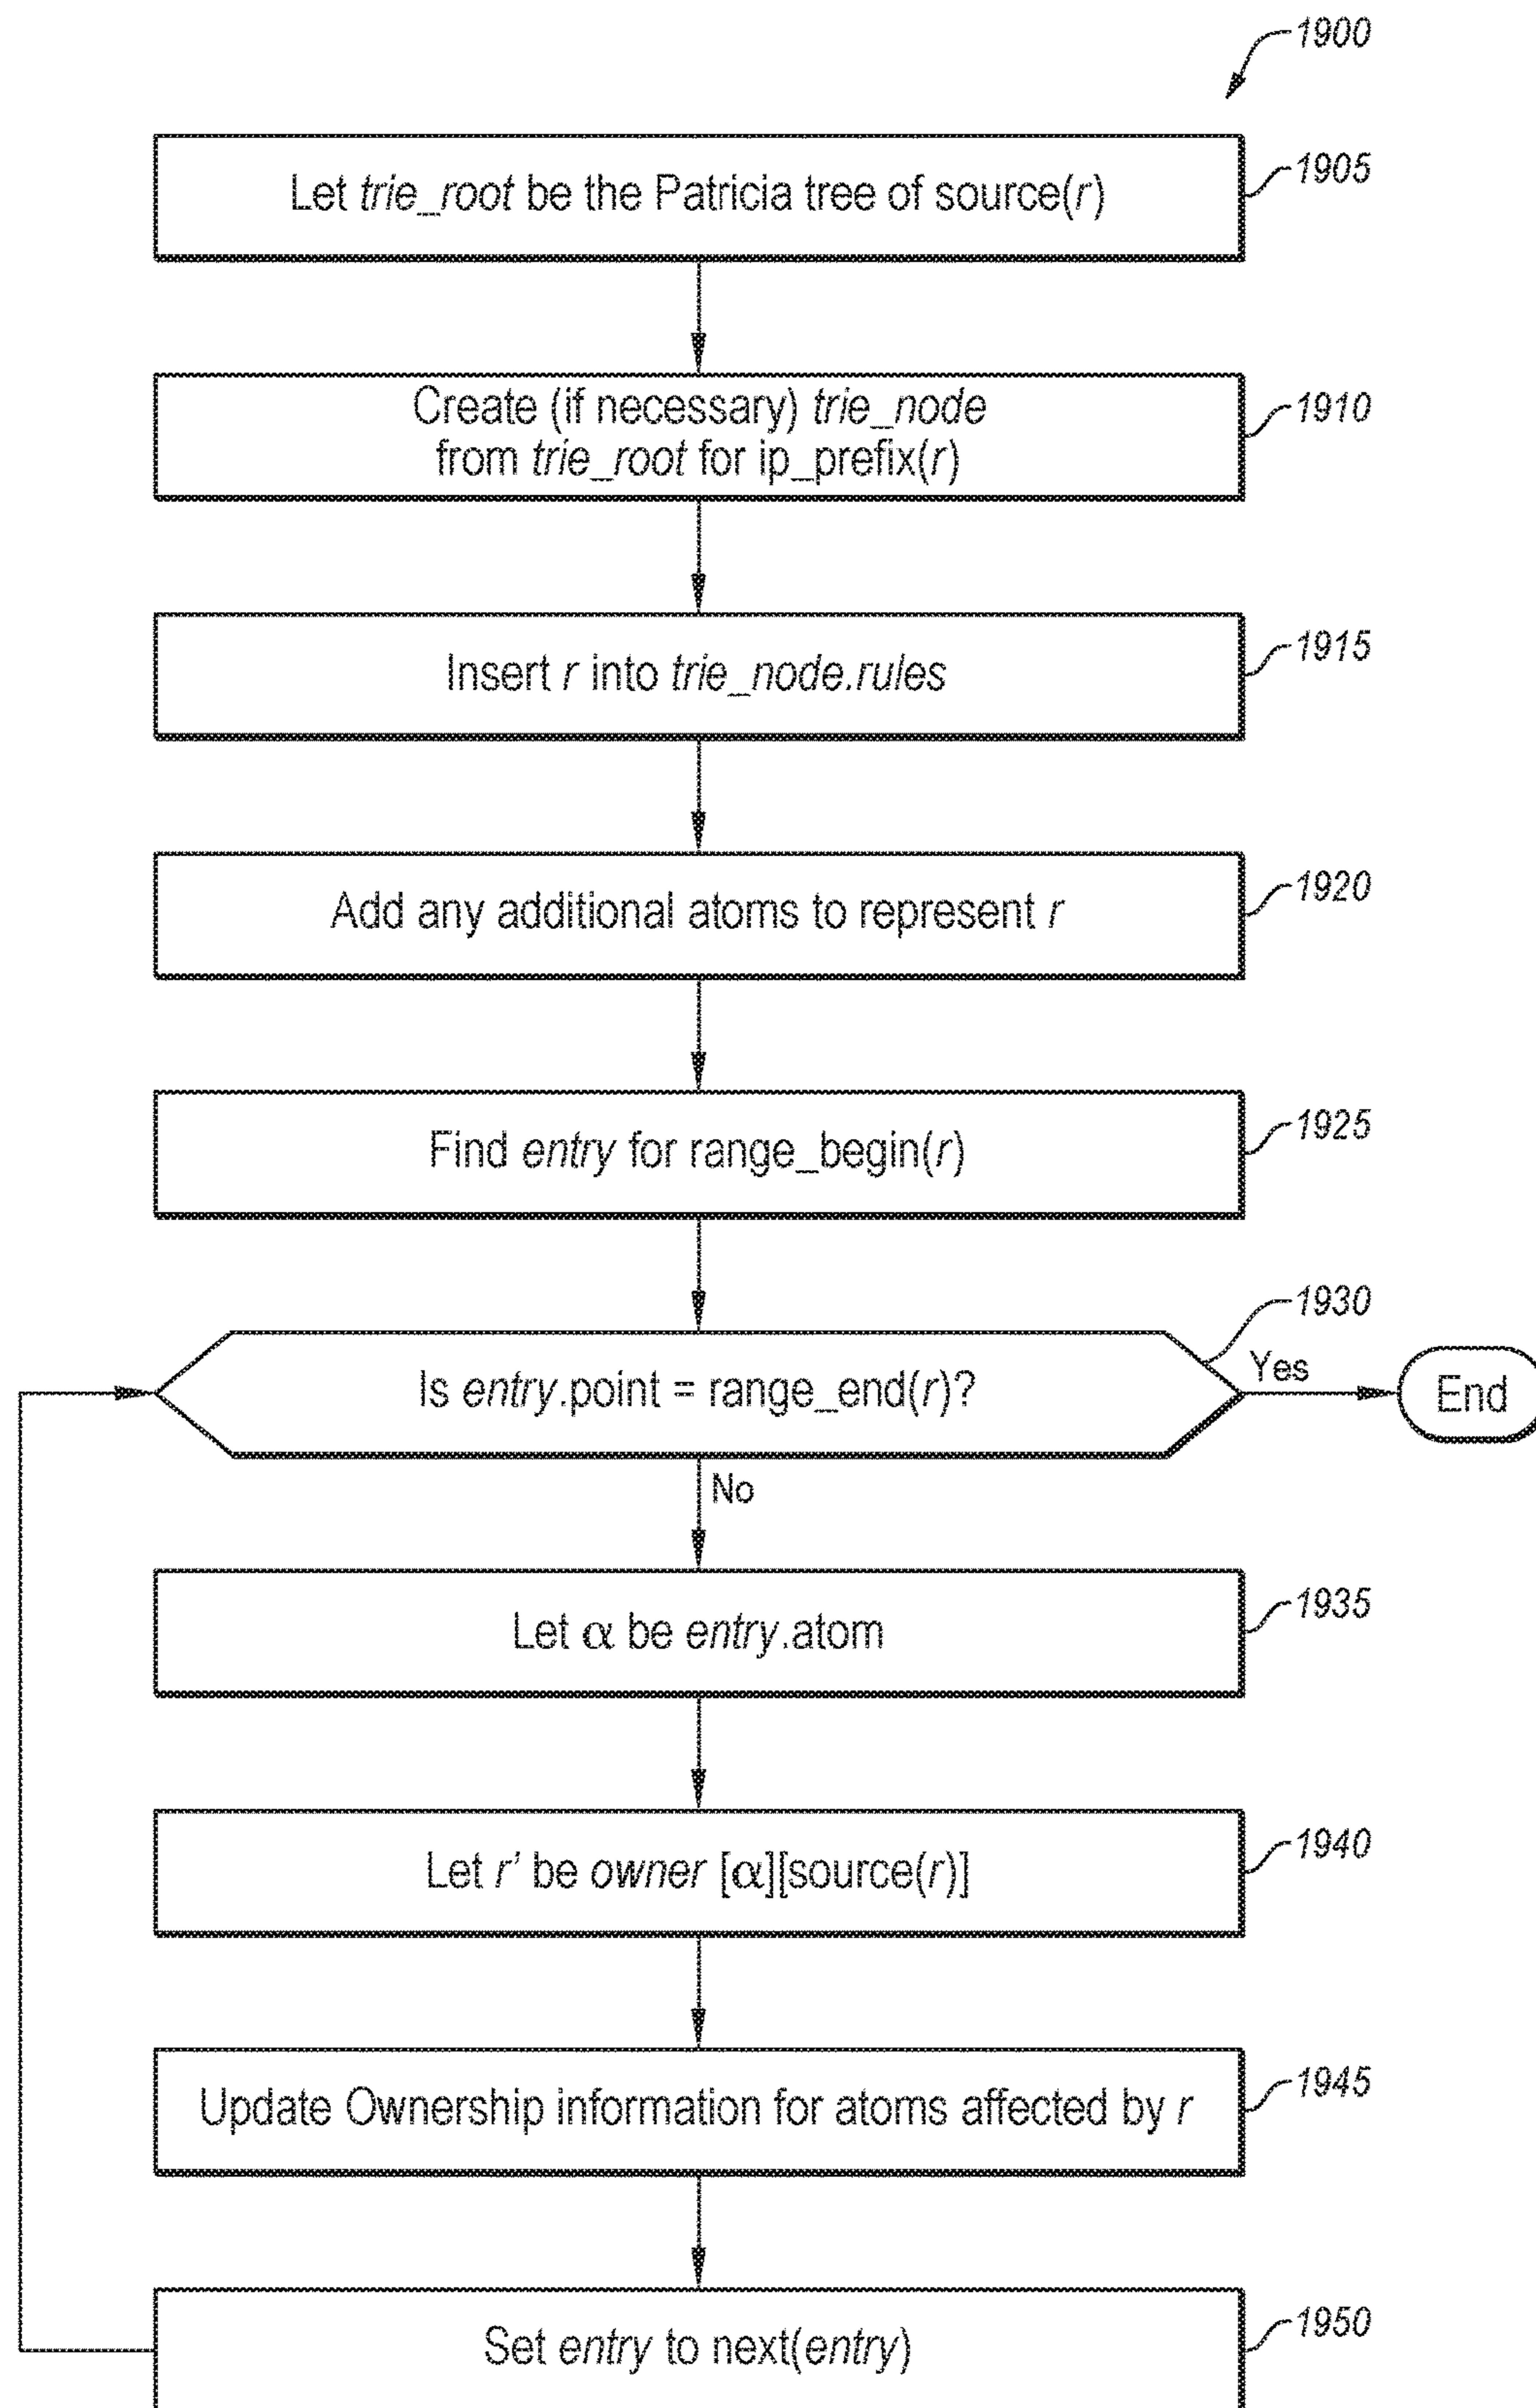 1900
Let trie_root be the Patricia tree of source(r)
1905
Create (if necessary) trie_node
from trie_root for ip_prefix(r)
1910
Insert r into trie_node.rules
1915
Add any additional atoms to represent r
1920
Find entry for range_begin(r)
1925
1930
Is entry.point = range_end(r)?
Yes
End
No
Let α be entry.atom
1935
Let r' be owner [α][source(r)]
1940
Update Ownership information for atoms affected by r
1945
Set entry to next(entry)
1950